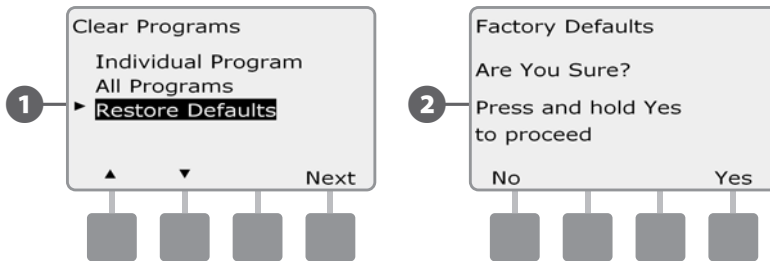 Clear Programs
Individual Program
All Programs
► Restore Defaults
1
▲ ▼ Next
Factory Defaults
Are You Sure?
2
Press and hold Yes
to proceed
No Yes